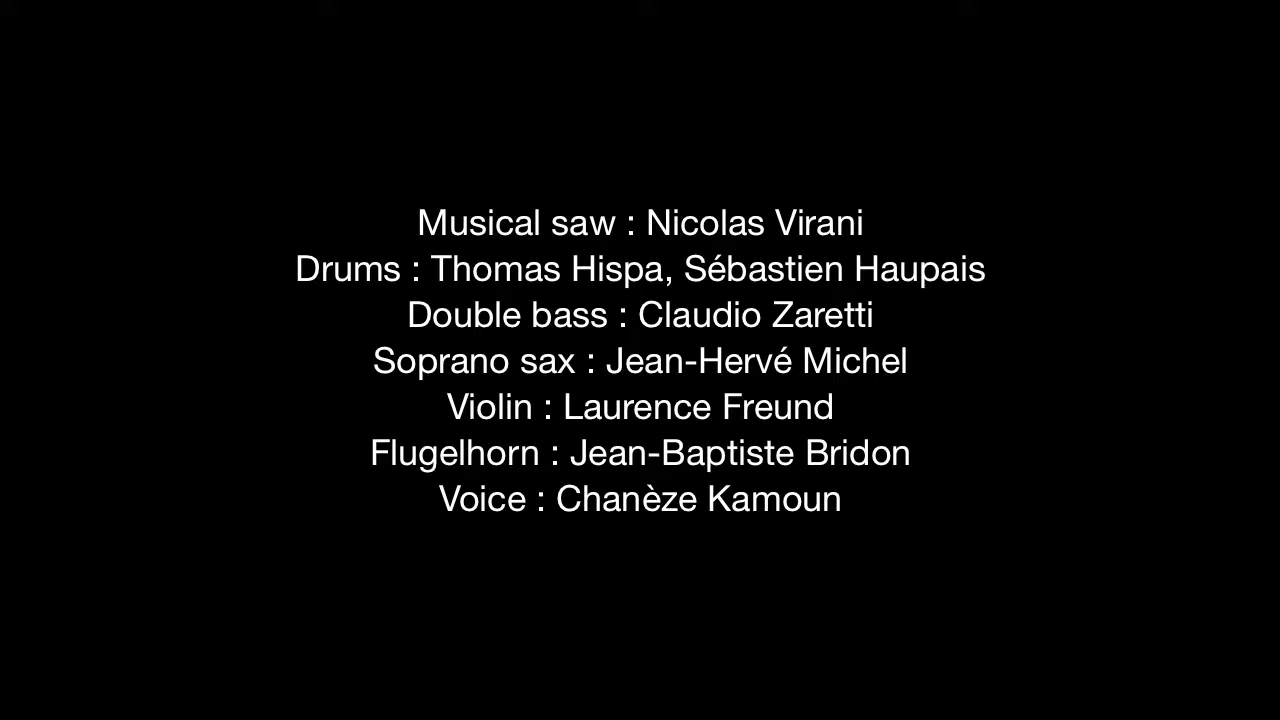 Musical saw : Nicolas Virani
Drums : Thomas Hispa, Sébastien Haupais
Double bass : Claudio Zaretti
Soprano sax : Jean-Hervé Michel
Violin : Laurence Freund
Flugelhorn : Jean-Baptiste Bridon
Voice : Chanèze Kamoun